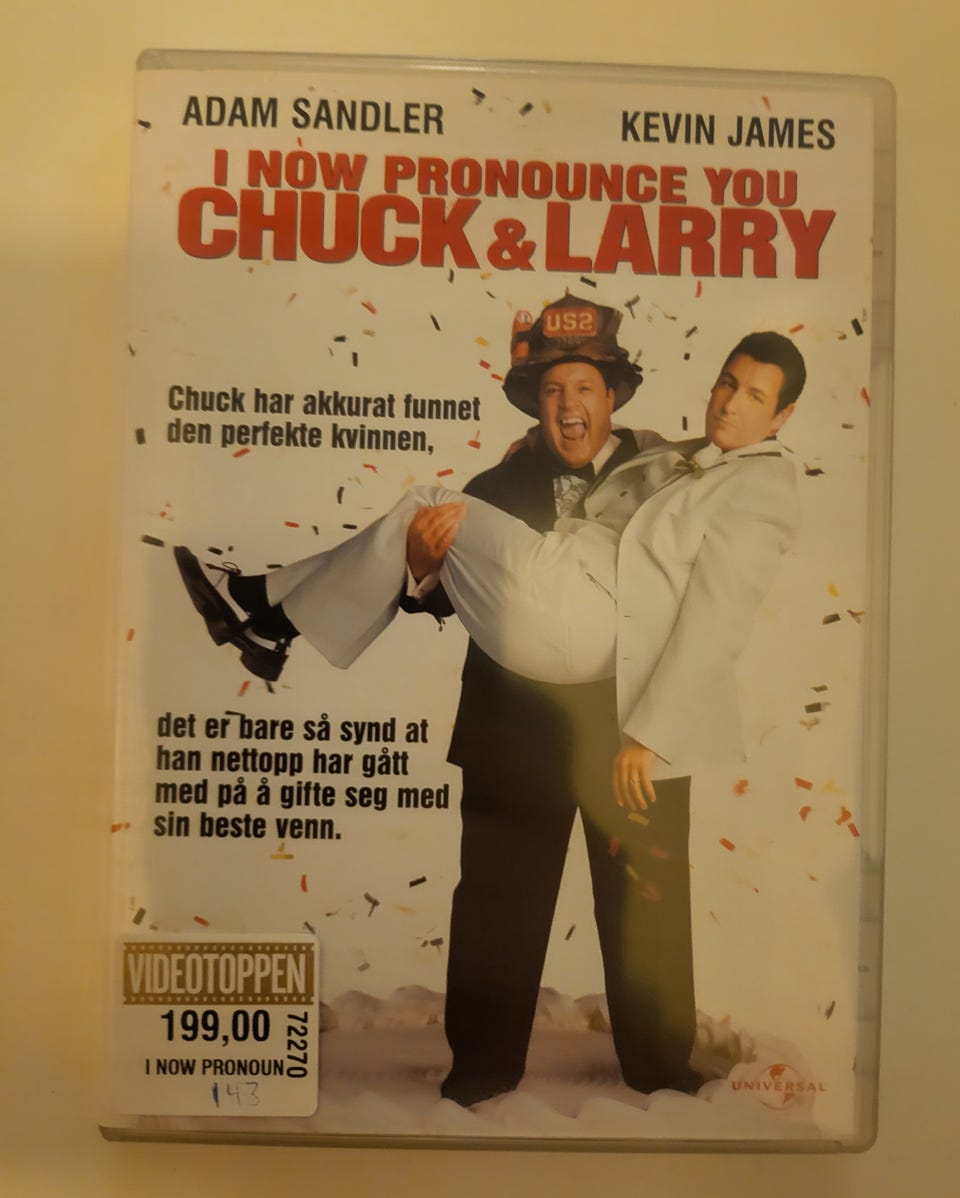 ADAM SANDLER
KEVIN JAMES
I NOW PRONOUNCE YOU
CHUCK & LARRY
US2
Chuck har akkurat funnet
den perfekte kvinnen,
det er bare så synd at
han nettopp har gått
med på å gifte seg med
sin beste venn.
VIDEOTOPPEN
199,00
72270
I NOW PRONOUN
143
UNIVERSAL